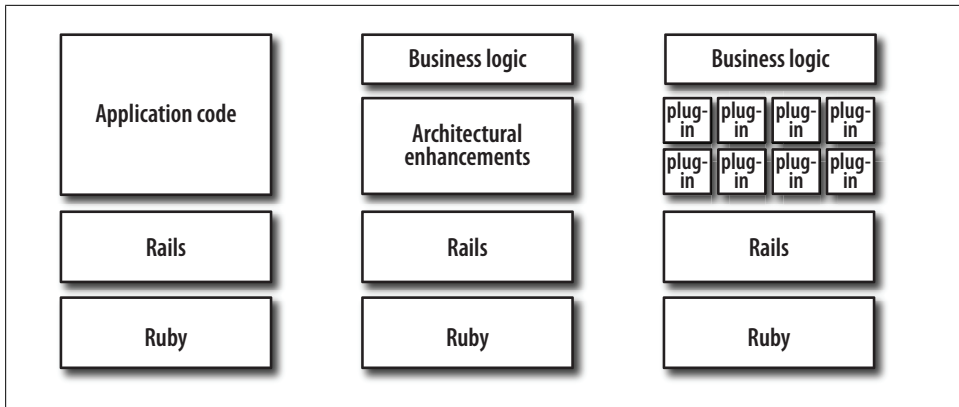 Application code
Rails
Ruby
Business logic
Architectural
enhancements
Rails
Ruby
Business logic
plug-
in
plug-
in
plug-
in
plug-
in
plug-
in
plug-
in
plug-
in
plug-
in
Rails
Ruby